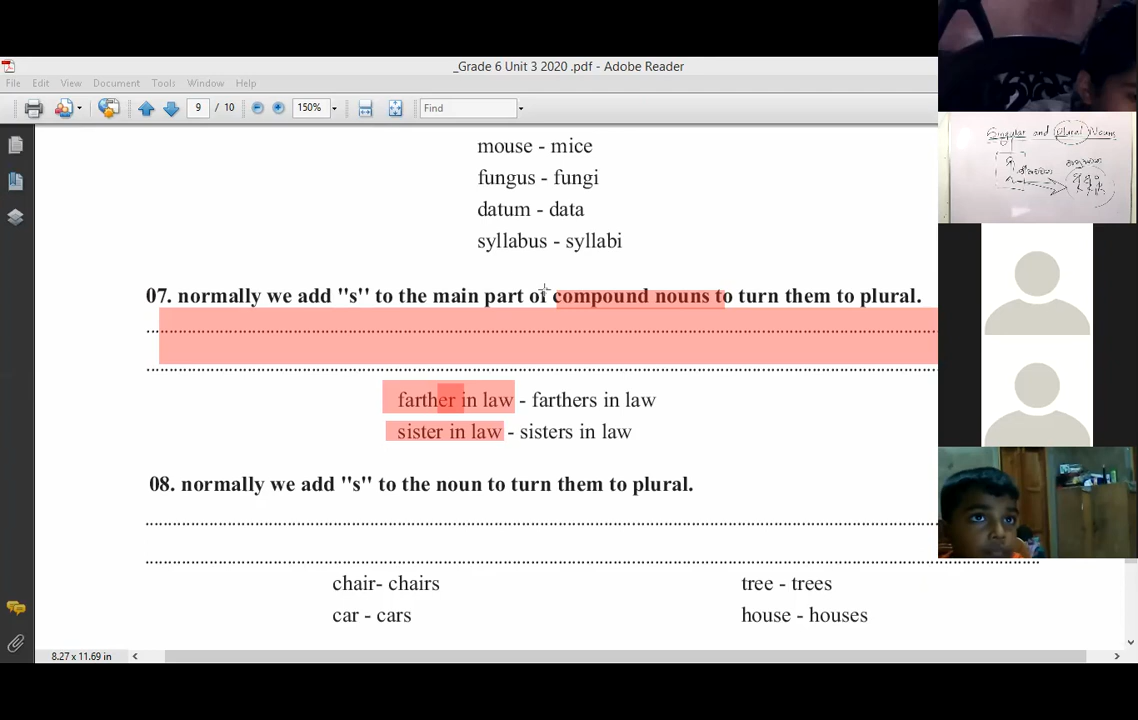 _Grade 6 Unit 3 2020 .pdf - Adobe Reader
File Edit View Document Tools Window Help
9 / 10 150% Find
mouse - mice
fungus - fungi
datum - data
syllabus - syllabi
07. normally we add "s" to the main part of compound nouns to turn them to plural.
farther in law - farthers in law
sister in law - sisters in law
08. normally we add "s" to the noun to turn them to plural.
chair- chairs tree - trees
car - cars house - houses
8.27 x 11.69 in
Singular and Plural Nouns